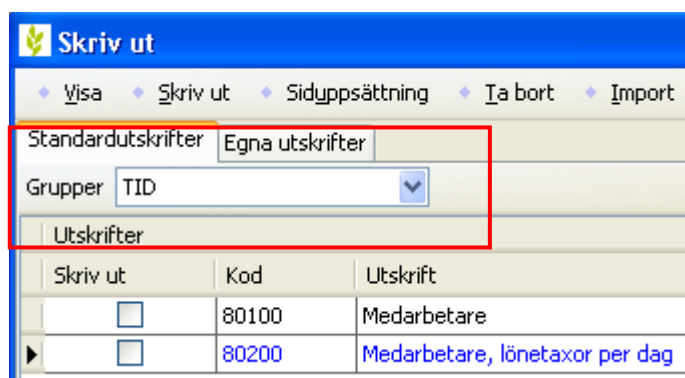 Skriv ut
Visa Skriv ut Siduppsättning Ta bort Import
Standardutskrifter Egna utskrifter
Grupper TID
Utskrifter
Skriv ut Kod Utskrift
80100 Medarbetare
80200 Medarbetare, lönetaxor per dag